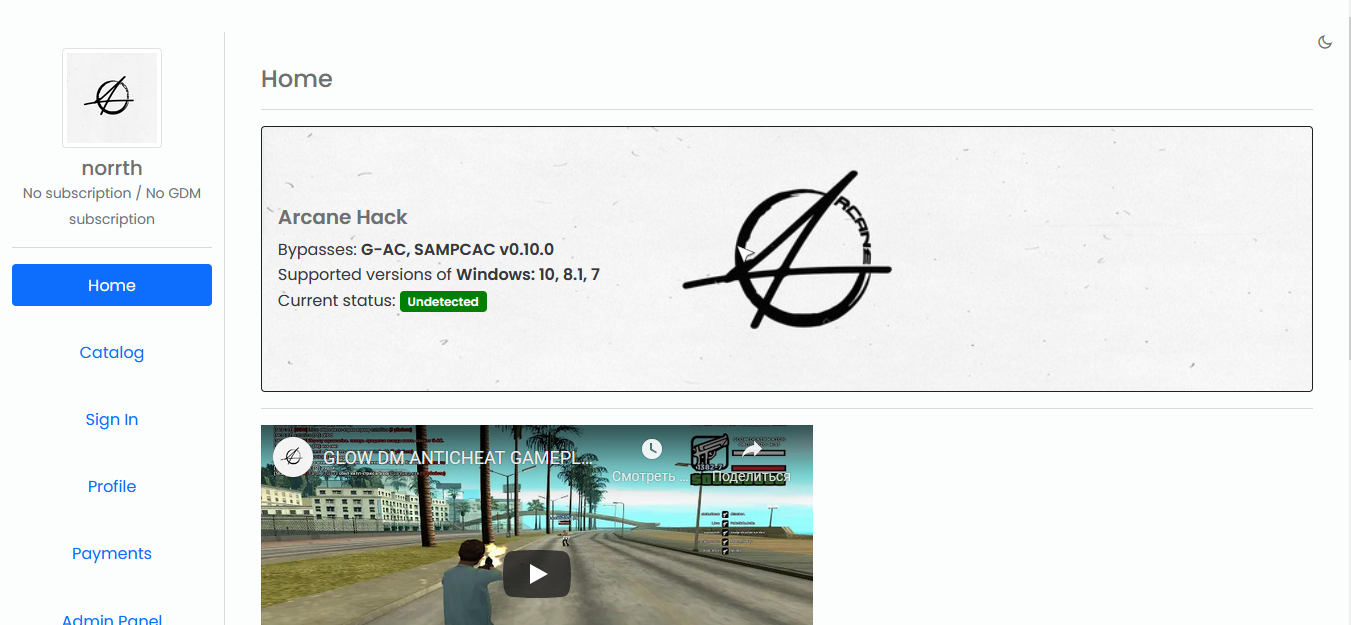 norrth
No subscription / No GDM
subscription
Home
Catalog
Sign In
Profile
Payments
Admin Panel
Home
Arcane Hack
Bypasses: G-AC, SAMPCAC v0.10.0
Supported versions of Windows: 10, 8.1, 7
Current status: Undetected
ARCANE
GLOW DM ANTICHEAT GAMEPL...
Смотреть ...
Поделиться